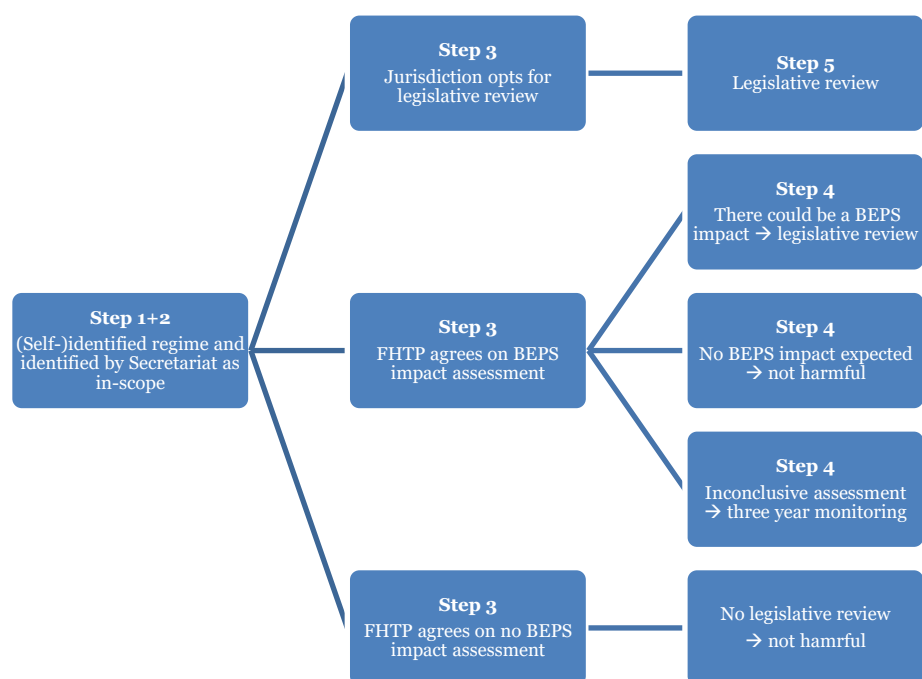 Step 1+2
(Self-)identified regime and
identified by Secretariat as
in-scope
Step 3
Jurisdiction opts for
legislative review
Step 5
Legislative review
Step 3
FHTP agrees on BEPS
impact assessment
Step 4
There could be a BEPS
impact → legislative review
Step 4
No BEPS impact expected
→ not harmful
Step 4
Inconclusive assessment
→ three year monitoring
Step 3
FHTP agrees on no BEPS
impact assessment
No legislative review
→ not hamrful